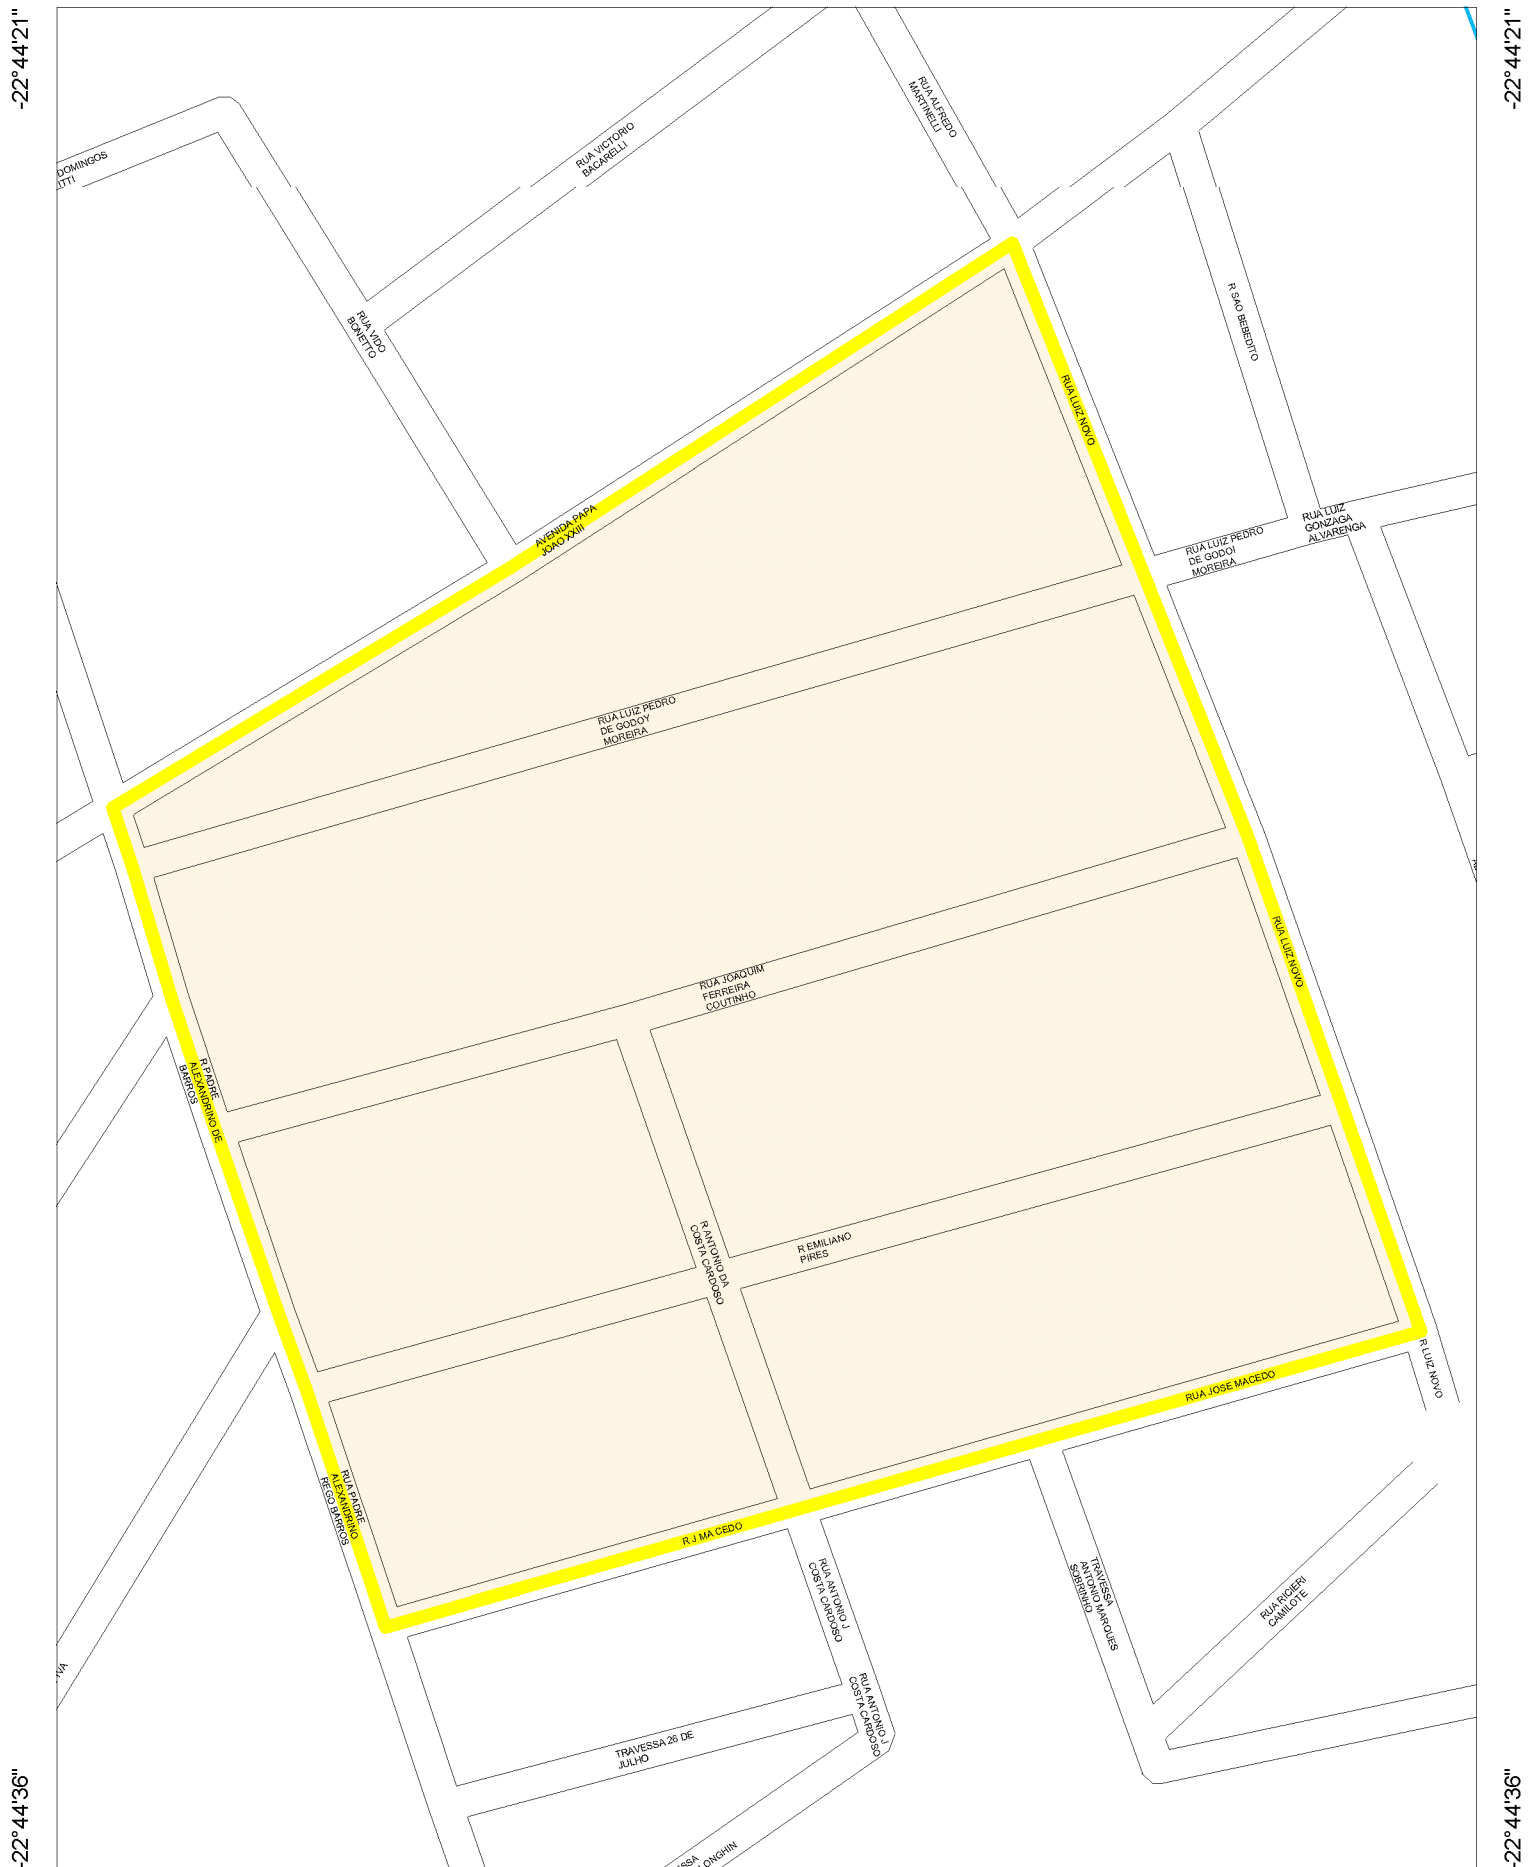 -22°44'21"
-22°44'21"
DOMINGOS
ITTI
RUA VICTORIO
BACARELLI
RUA ALFREDO
MARTINELLI
RUA VIDO
BONETTO
R SAO BEBEDITO
RUA LUIZ NOVO
AVENIDA PAPA
JOAO XXIII
RUA LUIZ PEDRO
DE GODOI
MOREIRA
RUA LUIZ
GONZAGA
ALVARENGA
RUA LUIZ PEDRO
DE GODOY
MOREIRA
RUA JOAQUIM
FERREIRA
COUTINHO
RUA LUIZ NOVO
R PADRE
ALEXANDRINO DE
BARROS
R ANTONIO DA
COSTA CARDOSO
R EMILIANO
PIRES
R LUIZ NOVO
RUA JOSE MACEDO
RUA PADRE
ALEXANDRINO
REGO BARROS
R J MA CEDO
RUA ANTONIO J
COSTA CARDOSO
TRAVESSA
ANTONIO MARQUES
SOBRINHO
RUA RICIERI
CAMILOTE
IVA
RUA ANTONIO J
COSTA CARDOSO
TRAVESSA 26 DE
JULHO
SSA
LONGHIN
-22°44'36"
-22°44'36"